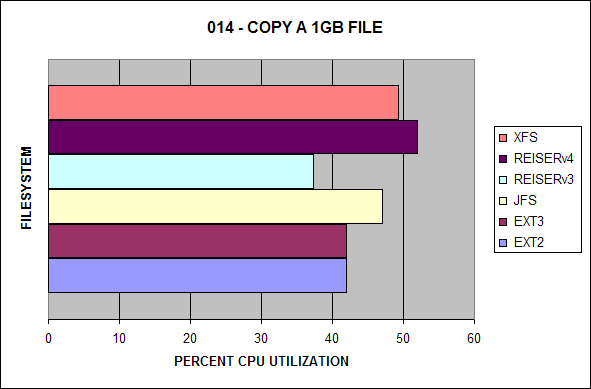 014 - COPY A 1GB FILE
FILESYSTEM
XFS
REISERv4
REISERv3
JFS
EXT3
EXT2
0 10 20 30 40 50 60
PERCENT CPU UTILIZATION